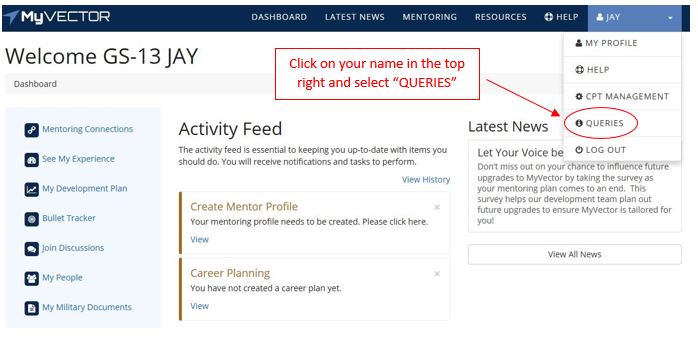 MyVECTOR
DASHBOARD LATEST NEWS MENTORING RESOURCES HELP JAY
Welcome GS-13 JAY
Dashboard
Click on your name in the top
right and select “QUERIES”
MY PROFILE
HELP
CPT MANAGEMENT
QUERIES
LOG OUT
Mentoring Connections
See My Experience
My Development Plan
Bullet Tracker
Join Discussions
My People
My Military Documents
Activity Feed
The activity feed is essential to keeping you up-to-date with items you
should do. You will receive notifications and tasks to perform.
View History
Create Mentor Profile ×
Your mentoring profile needs to be created. Please click here.
View
Career Planning ×
You have not created a career plan yet.
View
Latest News
Let Your Voice be
Don't miss out on your chance to influence future
upgrades to MyVector by taking the survey as
your mentoring plan comes to an end. This
survey helps our development team plan out
future upgrades to ensure MyVector is tailored for
you!
View All News